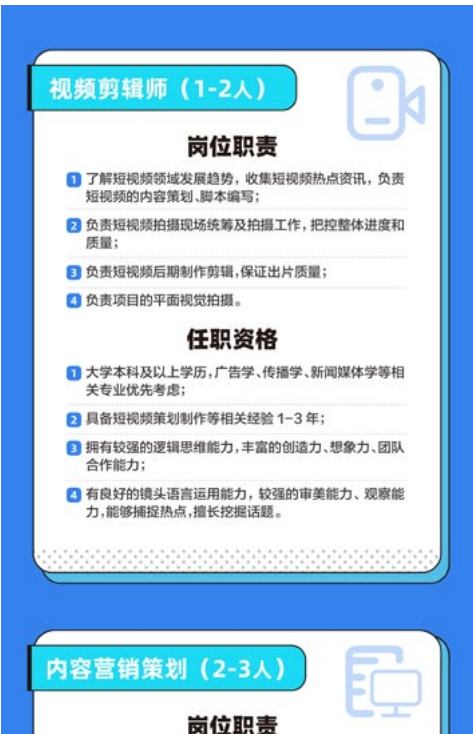 视频剪辑师（1-2人）
岗位职责
1 了解短视频领域发展趋势，收集短视频热点资讯，负责
短视频的内容策划、脚本编写；
2 负责短视频拍摄现场统筹及拍摄工作，把控整体进度和
质量；
3 负责短视频后期制作剪辑，保证出片质量；
4 负责项目的平面视觉拍摄。
任职资格
1 大学本科及以上学历，广告学、传播学、新闻媒体学等相
关专业优先考虑；
2 具备短视频策划制作等相关经验 1-3 年；
3 拥有较强的逻辑思维能力，丰富的创造力、想象力、团队
合作能力；
4 有良好的镜头语言运用能力，较强的审美能力、观察能
力，能够捕捉热点，擅长挖掘话题。
内容营销策划（2-3人）
岗位职责